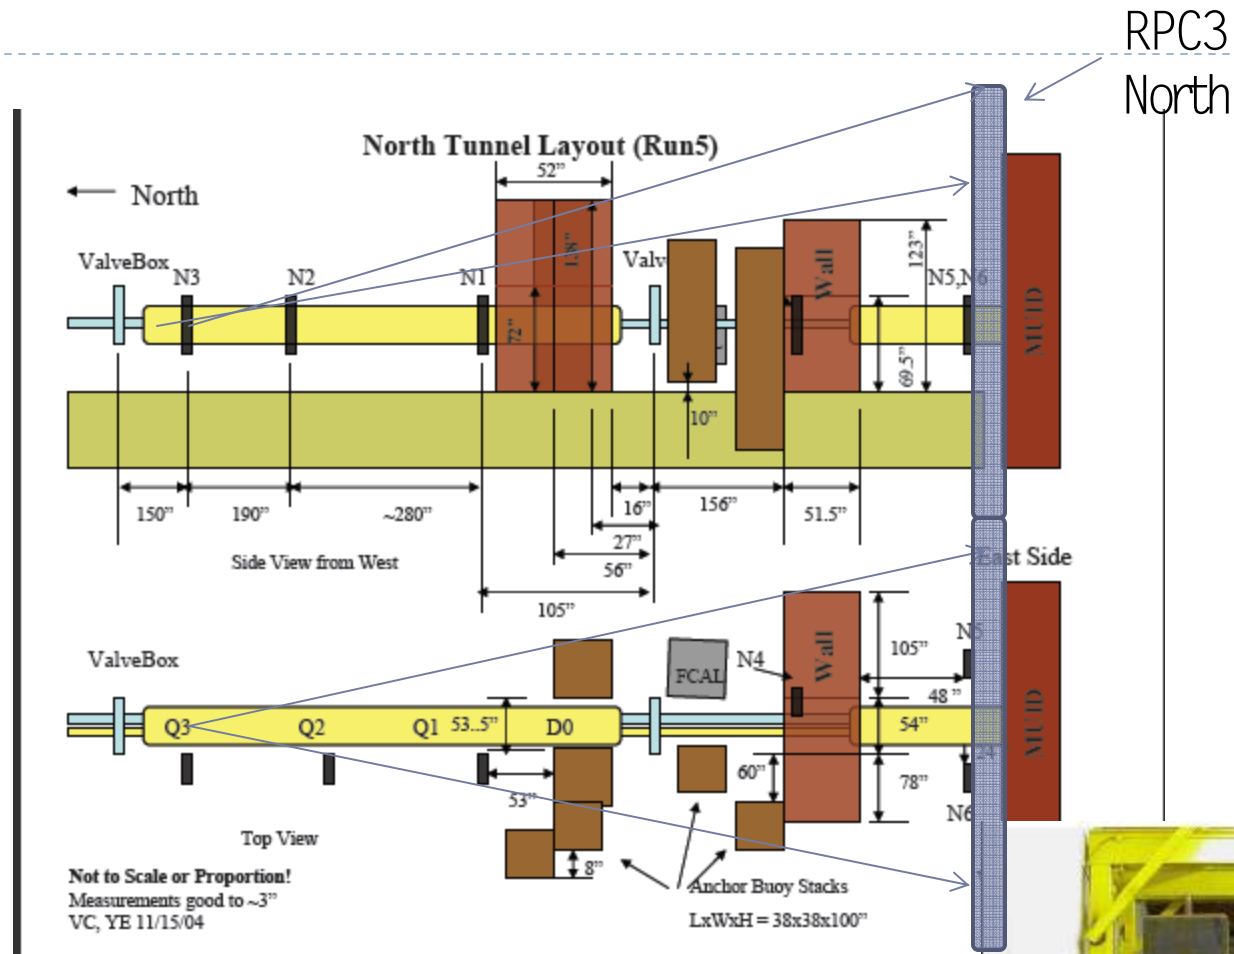 RPC3
North
North Tunnel Layout (Run5)
52”
North
ValveBox
N3
N2
N1
Valv
Wall
123”
N5,N6
MUID
72”
69.5”
10”
150”
190”
~280”
16”
156”
51.5”
27”
56”
105”
Side View from West
East Side
ValveBox
FCAL
N4
Wall
105”
N5
48 ”
MUID
Q3
Q2
Q1
53..5”
D0
54”
60”
78”
53”
N6
Top View
8”
Not to Scale or Proportion!
Measurements good to ~3”
VC, YE 11/15/04
Anchor Buoy Stacks
LxWxH = 38x38x100”